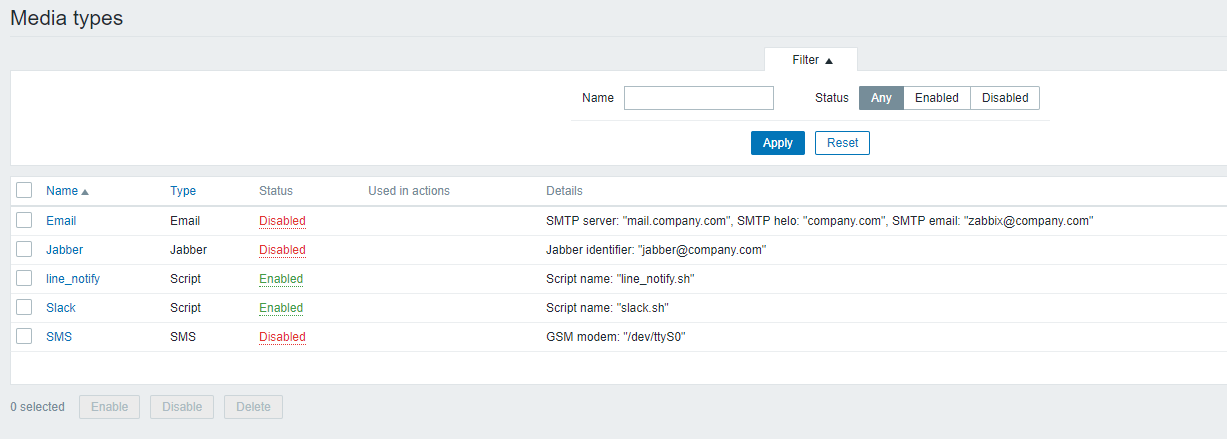 Media types
Filter ▲
Name Status Any Enabled Disabled
Apply Reset
Name ▲ Type Status Used in actions Details
Email Email Disabled SMTP server: "mail.company.com", SMTP helo: "company.com", SMTP email: "zabbix@company.com"
Jabber Jabber Disabled Jabber identifier: "jabber@company.com"
line_notify Script Enabled Script name: "line_notify.sh"
Slack Script Enabled Script name: "slack.sh"
SMS SMS Disabled GSM modem: "/dev/ttyS0"
0 selected Enable Disable Delete